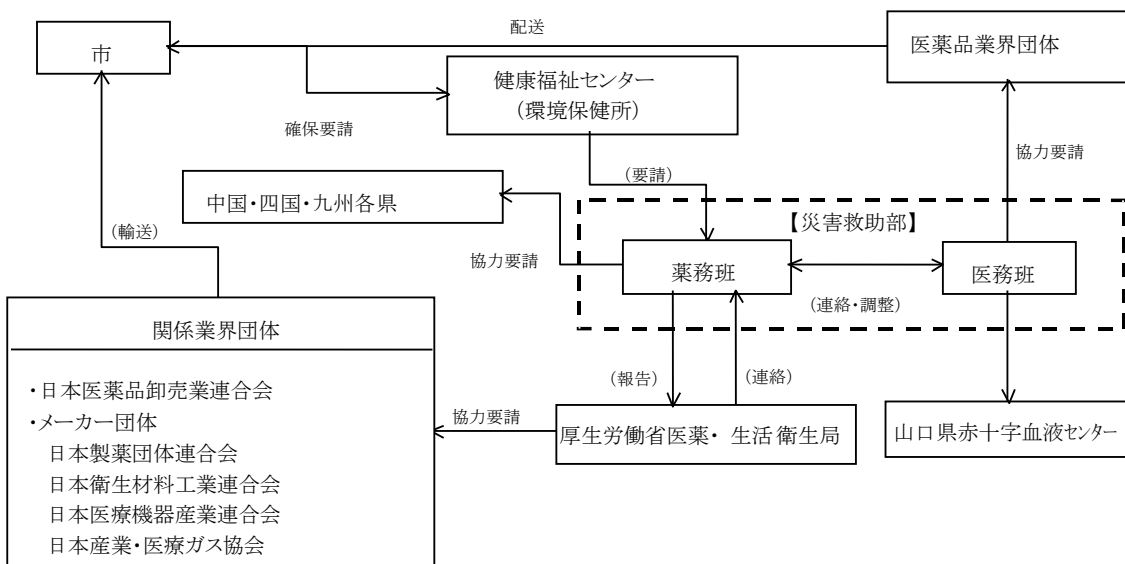 配送
市
医薬品業界団体
健康福祉センター
(環境保健所)
確保要請
協力要請
(要請)
中国・四国・九州各県
【災害救助部】
(輸送)
協力要請
薬務班
医務班
(連絡・調整)
関係業界団体
・日本医薬品卸売業連合会
・メーカー団体
日本製薬団体連合会
日本衛生材料工業連合会
日本医療機器産業連合会
日本産業・医療ガス協会
(報告)
(連絡)
協力要請
厚生労働省医薬・生活衛生局
山口県赤十字血液センター